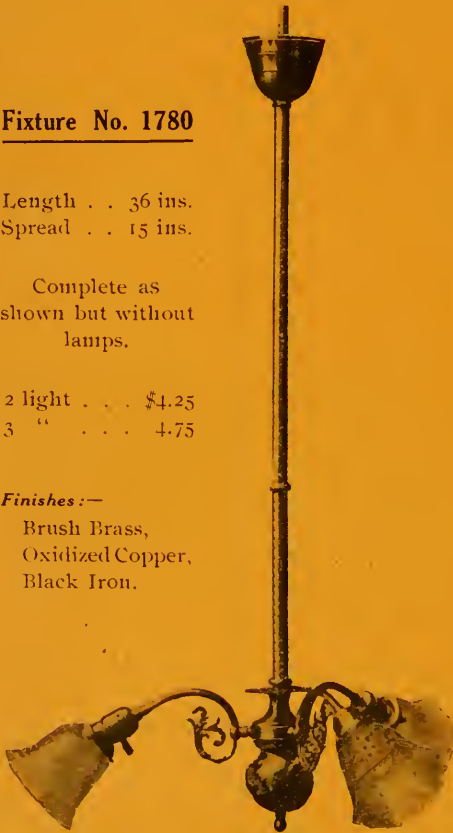 Fixture No. 1780
Length . . 36 ins.
Spread . . 15 ins.
Complete as
shown but without
lamps.
2 light . . . $4.25
3 “ . . . 4.75
Finishes:—
Brush Brass,
Oxidized Copper,
Black Iron.